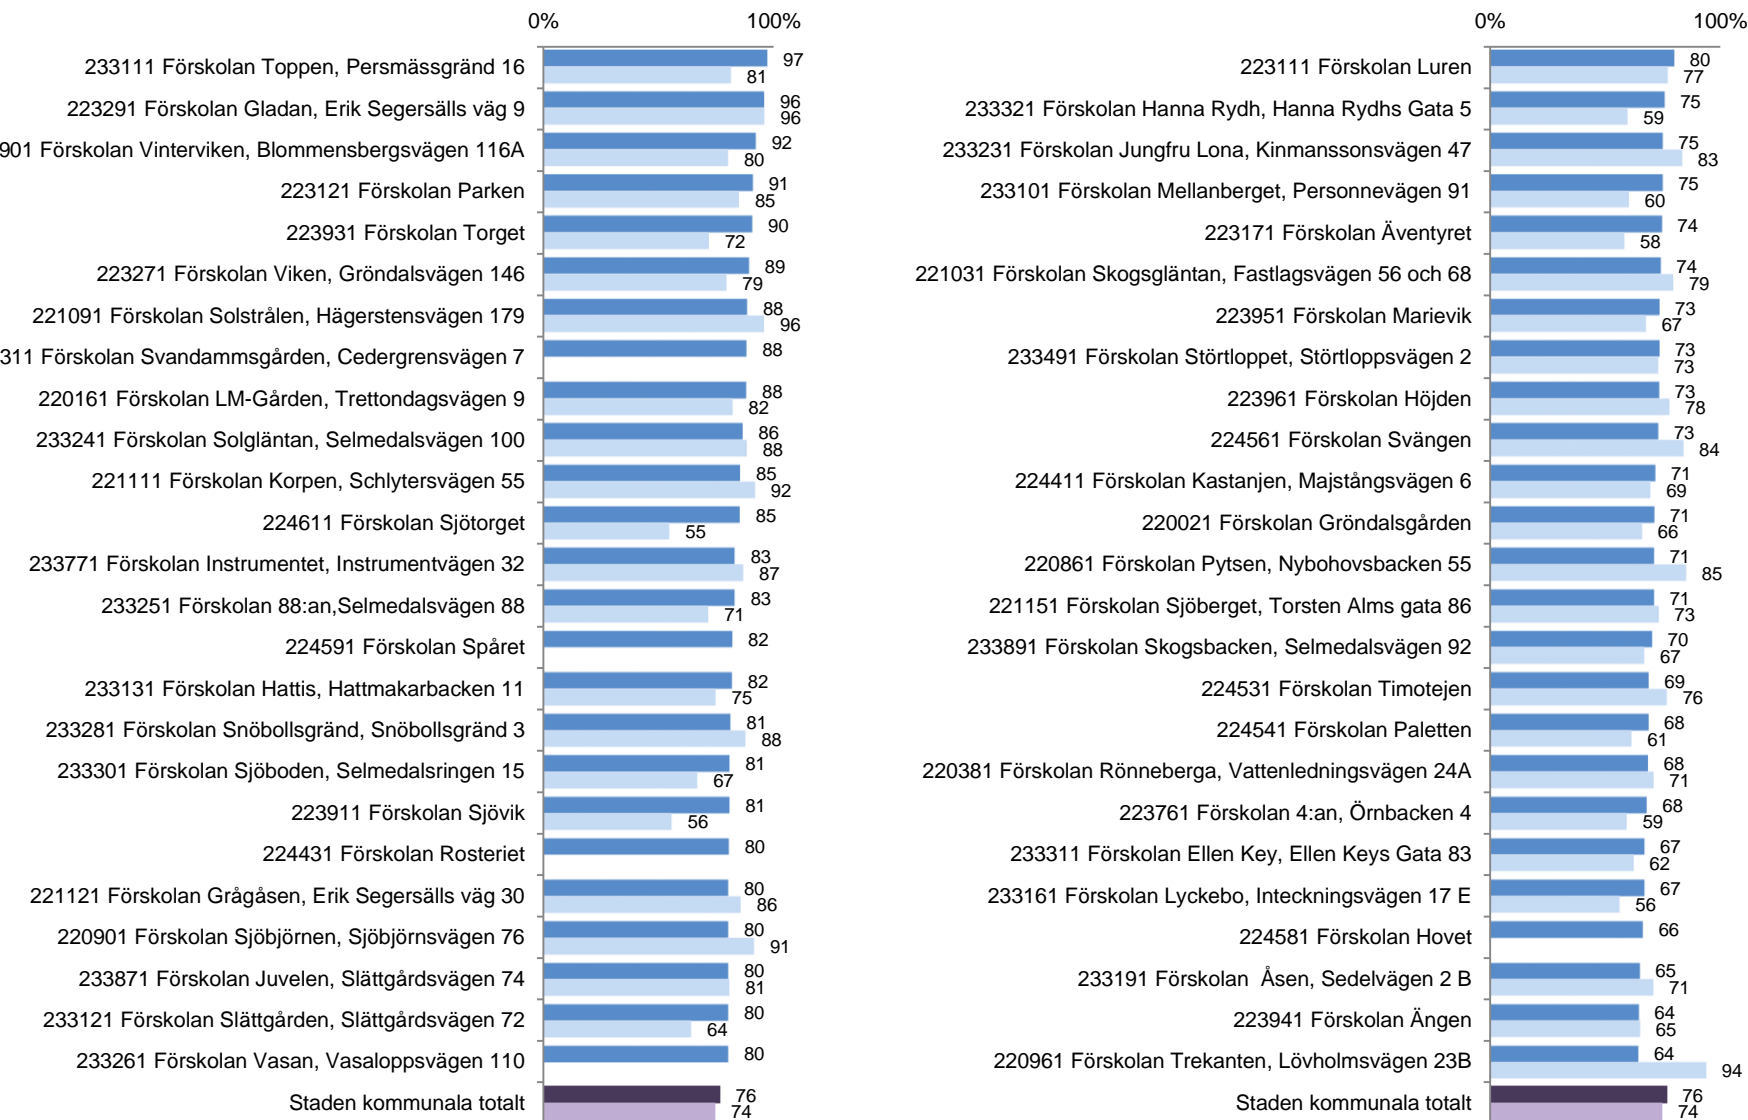 0% 100%
233111 Förskolan Toppen, Persmässgränd 16 97 81
223291 Förskolan Gladan, Erik Segersälls väg 9 96 96
901 Förskolan Vinterviken, Blommensbergsvägen 116A 92 80
223121 Förskolan Parken 91 85
223931 Förskolan Torget 90 72
223271 Förskolan Viken, Gröndalsvägen 146 89 79
221091 Förskolan Solstrålen, Hägerstensvägen 179 88 96
311 Förskolan Svandammsgården, Cedergrensvägen 7 88
220161 Förskolan LM-Gården, Trettondagsvägen 9 88 82
233241 Förskolan Solgläntan, Selmedalsvägen 100 86 88
221111 Förskolan Korpen, Schlytersvägen 55 85 92
224611 Förskolan Sjötorget 85 55
233771 Förskolan Instrumentet, Instrumentvägen 32 83 87
233251 Förskolan 88:an,Selmedalsvägen 88 83 71
224591 Förskolan Spåret 82
233131 Förskolan Hattis, Hattmakarbacken 11 82 75
233281 Förskolan Snöbollsgränd, Snöbollsgränd 3 81 88
233301 Förskolan Sjöboden, Selmedalsringen 15 81 67
223911 Förskolan Sjövik 81 56
224431 Förskolan Rosteriet 80
221121 Förskolan Grågåsen, Erik Segersälls väg 30 80 86
220901 Förskolan Sjöbjörnen, Sjöbjörnsvägen 76 80 91
233871 Förskolan Juvelen, Slättgårdsvägen 74 80 81
233121 Förskolan Slättgården, Slättgårdsvägen 72 80 64
233261 Förskolan Vasan, Vasaloppsvägen 110 80
Staden kommunala totalt 76 74
0% 100%
223111 Förskolan Luren 80 77
233321 Förskolan Hanna Rydh, Hanna Rydhs Gata 5 75 59
233231 Förskolan Jungfru Lona, Kinmanssonsvägen 47 75 83
233101 Förskolan Mellanberget, Personnevägen 91 75 60
223171 Förskolan Äventyret 74 58
221031 Förskolan Skogsgläntan, Fastlagsvägen 56 och 68 74 79
223951 Förskolan Marievik 73 67
233491 Förskolan Störtloppet, Störtloppsvägen 2 73 73
223961 Förskolan Höjden 73 78
224561 Förskolan Svängen 73 84
224411 Förskolan Kastanjen, Majstångsvägen 6 71 69
220021 Förskolan Gröndalsgården 71 66
220861 Förskolan Pytsen, Nybohovsbacken 55 71 85
221151 Förskolan Sjöberget, Torsten Alms gata 86 71 73
233891 Förskolan Skogsbacken, Selmedalsvägen 92 70 67
224531 Förskolan Timotejen 69 76
224541 Förskolan Paletten 68 61
220381 Förskolan Rönneberga, Vattenledningsvägen 24A 68 71
223761 Förskolan 4:an, Örnbacken 4 68 59
233311 Förskolan Ellen Key, Ellen Keys Gata 83 67 62
233161 Förskolan Lyckebo, Inteckningsvägen 17 E 67 56
224581 Förskolan Hovet 66
233191 Förskolan  Åsen, Sedelvägen 2 B 65 71
223941 Förskolan Ängen 64 65
220961 Förskolan Trekanten, Lövholmsvägen 23B 64 94
Staden kommunala totalt 76 74